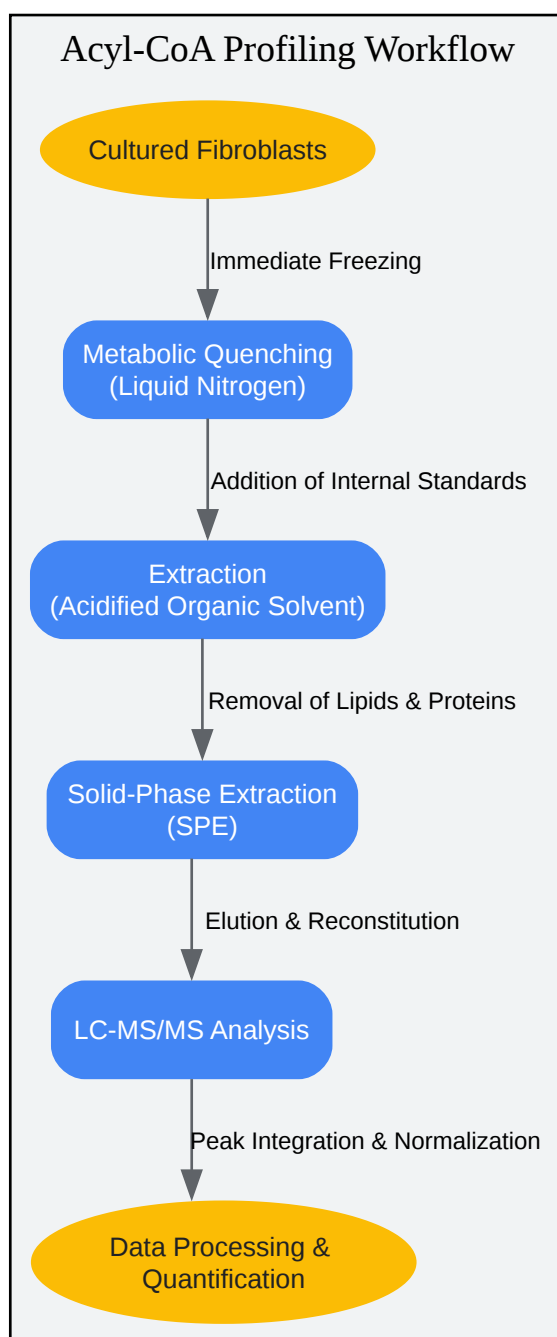 Acyl-CoA Profiling Workflow
Cultured Fibroblasts
Immediate Freezing
Metabolic Quenching
(Liquid Nitrogen)
Addition of Internal Standards
Extraction
(Acidified Organic Solvent)
Removal of Lipids & Proteins
Solid-Phase Extraction
(SPE)
Elution & Reconstitution
LC-MS/MS Analysis
Peak Integration & Normalization
Data Processing &
Quantification